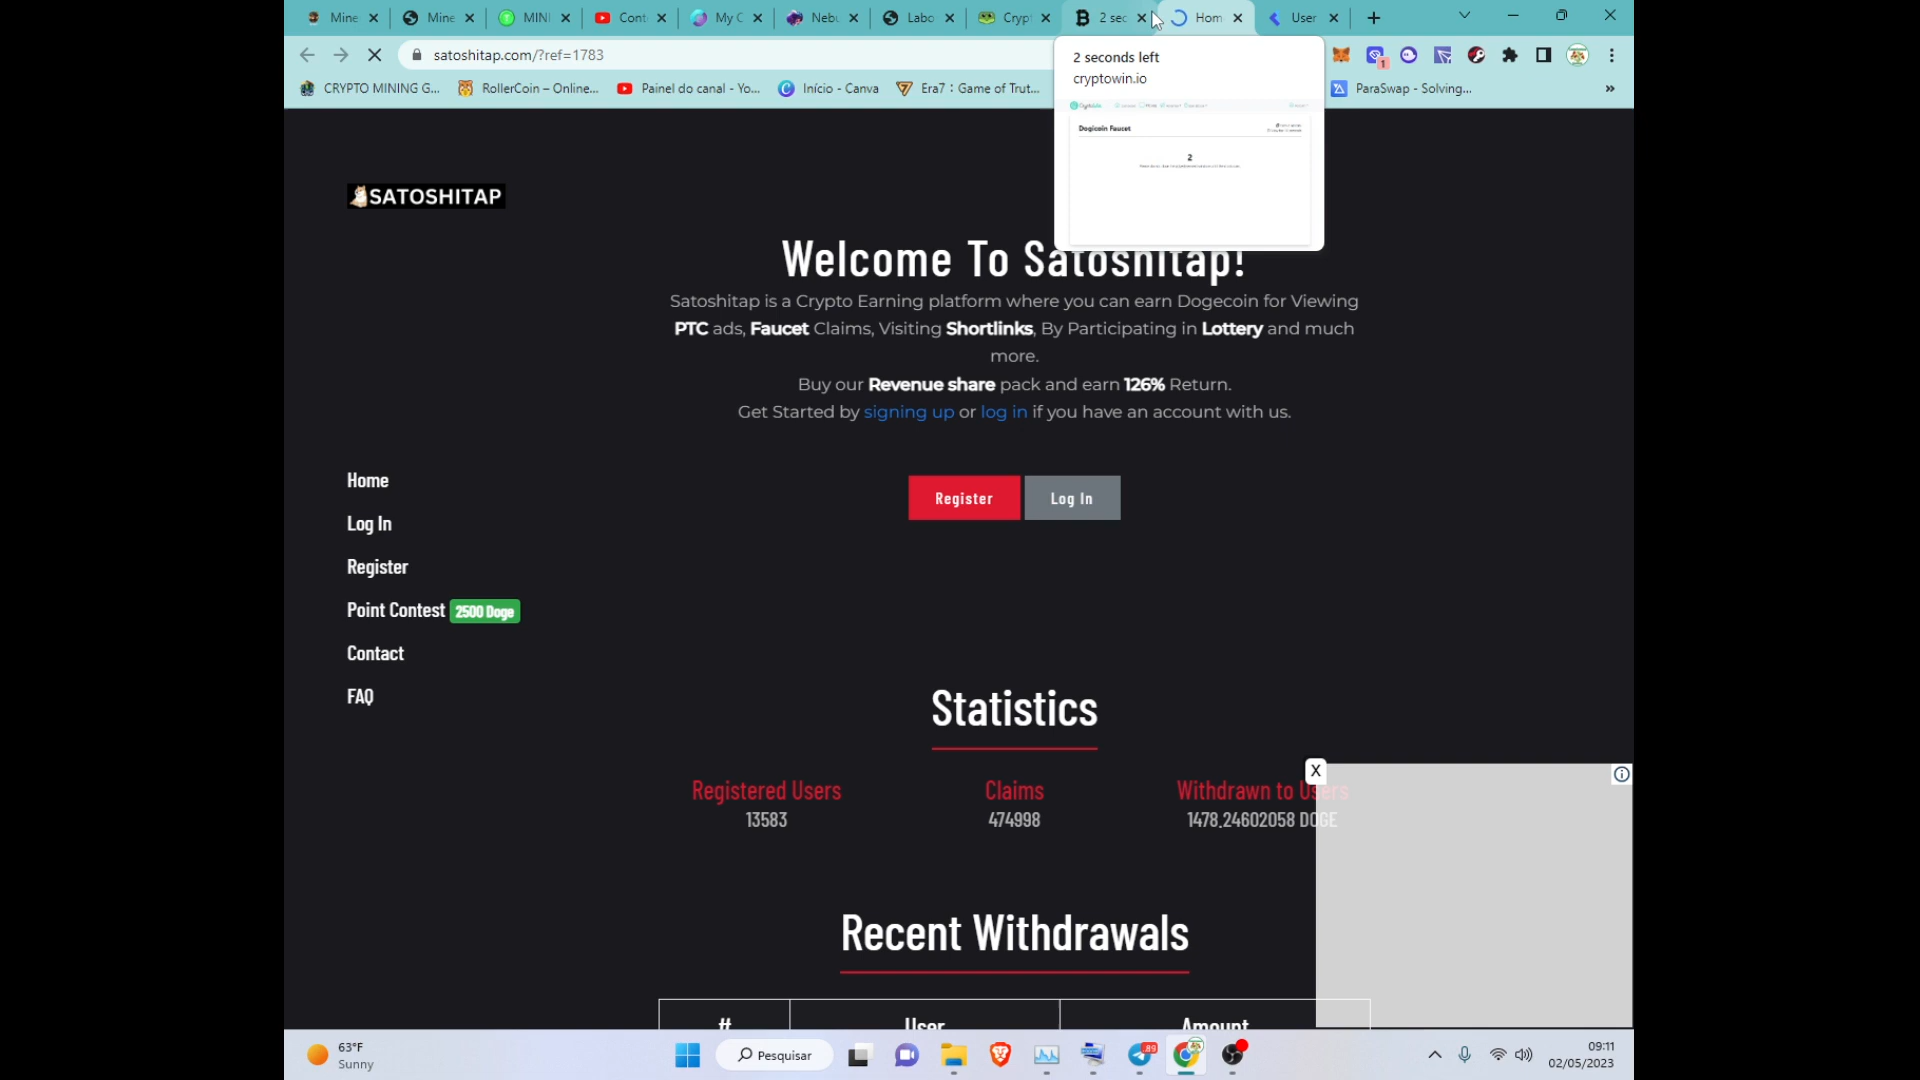 Mine
Mine
MINI
Cont
My C
Nebu
Labo
Crypt
2 sec
Hom
User
satoshitap.com/?ref=1783
2 seconds left
cryptowin.io
Dogicoin Faucet
2
1
CRYPTO MINING G...
RollerCoin – Online...
Painel do canal - Yo...
Início - Canva
Era7 : Game of Trut...
ParaSwap - Solving...
»
SATOSHITAP
Welcome To Satoshitap!
Satoshitap is a Crypto Earning platform where you can earn Dogecoin for Viewing
PTC ads, Faucet Claims, Visiting Shortlinks, By Participating in Lottery and much
more.
Buy our Revenue share pack and earn 126% Return.
Get Started by signing up or log in if you have an account with us.
Register
Log In
Home
Log In
Register
Point Contest 2500 Doge
Contact
FAQ
Statistics
Registered Users
13583
Claims
474998
Withdrawn to Users
1478.24602058 DOGE
X
Recent Withdrawals
#
User
Amount
63°F
Sunny
Pesquisar
89
09:11
02/05/2023